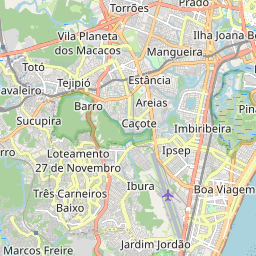 Prado
Torrões
Ilha Joana Be
Vila Planeta
dos Macacos
Mangueira
Totó
Tejipió
Estância
avaleiro
Barro
Areias
Pin
Sucupira
Caçote
Imbiribeira
Loteamento
27 de Novembro
Ipsep
Três Carneiros
Baixo
Ibura
Boa Viagem
Marcos Freire
Jardim Jordão